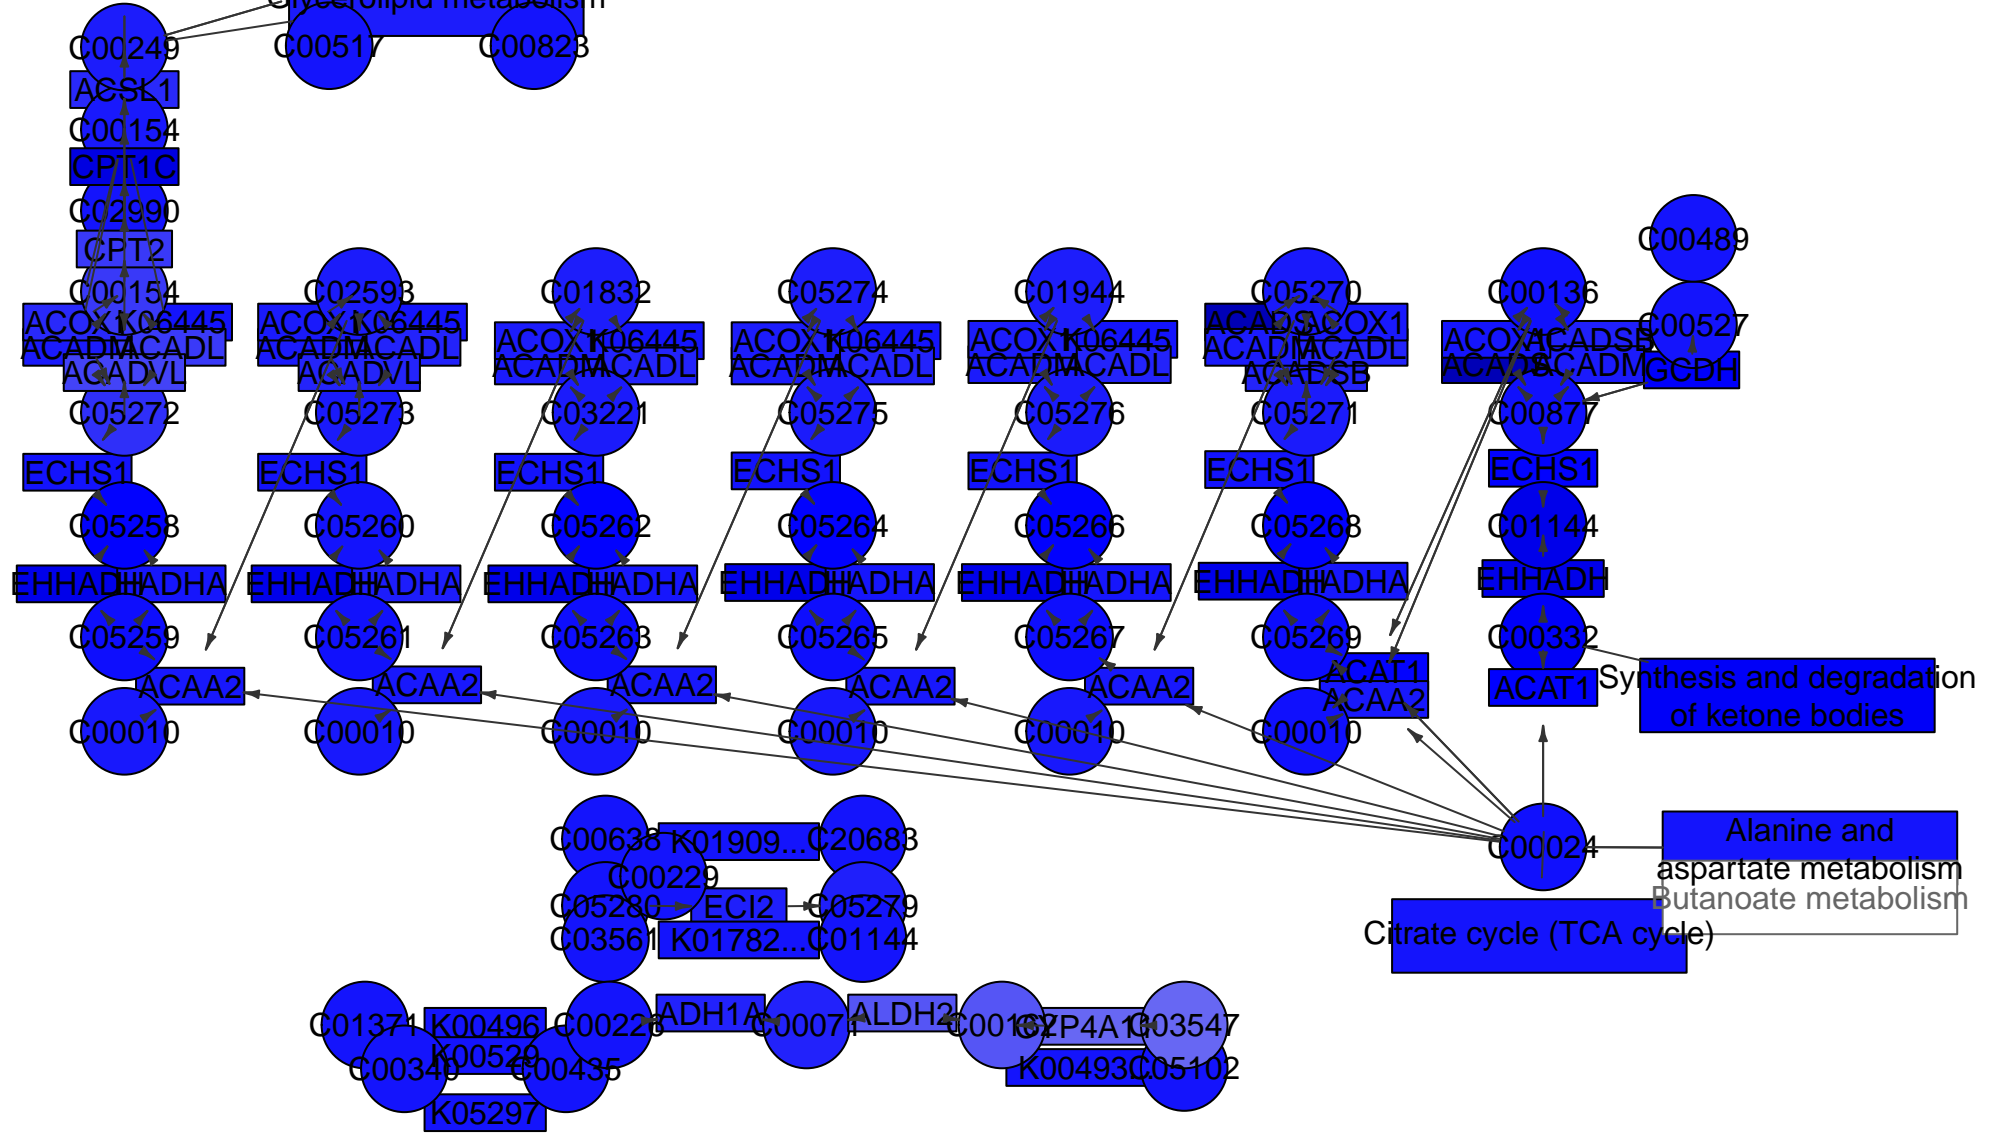 Glycerolipid metabolism
C00249
C00517
C00823
ACSL1
C00154
CPT1C
C02990
CPT2
C00154
C02593
C01832
C05274
C01944
C05270
C00136
C00489
C00527
ACOX1
K06445
ACADM
ACADL
ACADVL
ACOX1
K06445
ACADM
ACADL
ACADVL
ACOX1
K06445
ACADM
ACADL
ACOX1
K06445
ACADM
ACADL
ACOX1
K06445
ACADM
ACADL
ACADS
ACOX1
ACADM
ACADL
ACADSB
ACOX1
ACADSB
ACADS
ACADM
GCDH
C05272
C05273
C03221
C05275
C05276
C05271
C00877
ECHS1
ECHS1
ECHS1
ECHS1
ECHS1
ECHS1
ECHS1
C05258
C05260
C05262
C05264
C05266
C05268
C01144
EHHADH
HADHA
EHHADH
HADHA
EHHADH
HADHA
EHHADH
HADHA
EHHADH
HADHA
EHHADH
HADHA
EHHADH
C05259
C05261
C05263
C05265
C05267
C05269
C00332
ACAA2
ACAA2
ACAA2
ACAA2
ACAA2
ACAT1
ACAA2
ACAT1
Synthesis and degradation
of ketone bodies
C00010
C00010
C00010
C00010
C00010
C00010
C00638
K01909...
C20683
C00229
C05280
ECI2
C05279
C03561
K01782...
C01144
C00024
Alanine and
aspartate metabolism
Butanoate metabolism
Citrate cycle (TCA cycle)
C01371
K00496
C00226
ADH1A
C00071
ALDH2
C00162
CYP4A11
C03547
K00529
C00340
C00435
K00493...
C05102
K05297